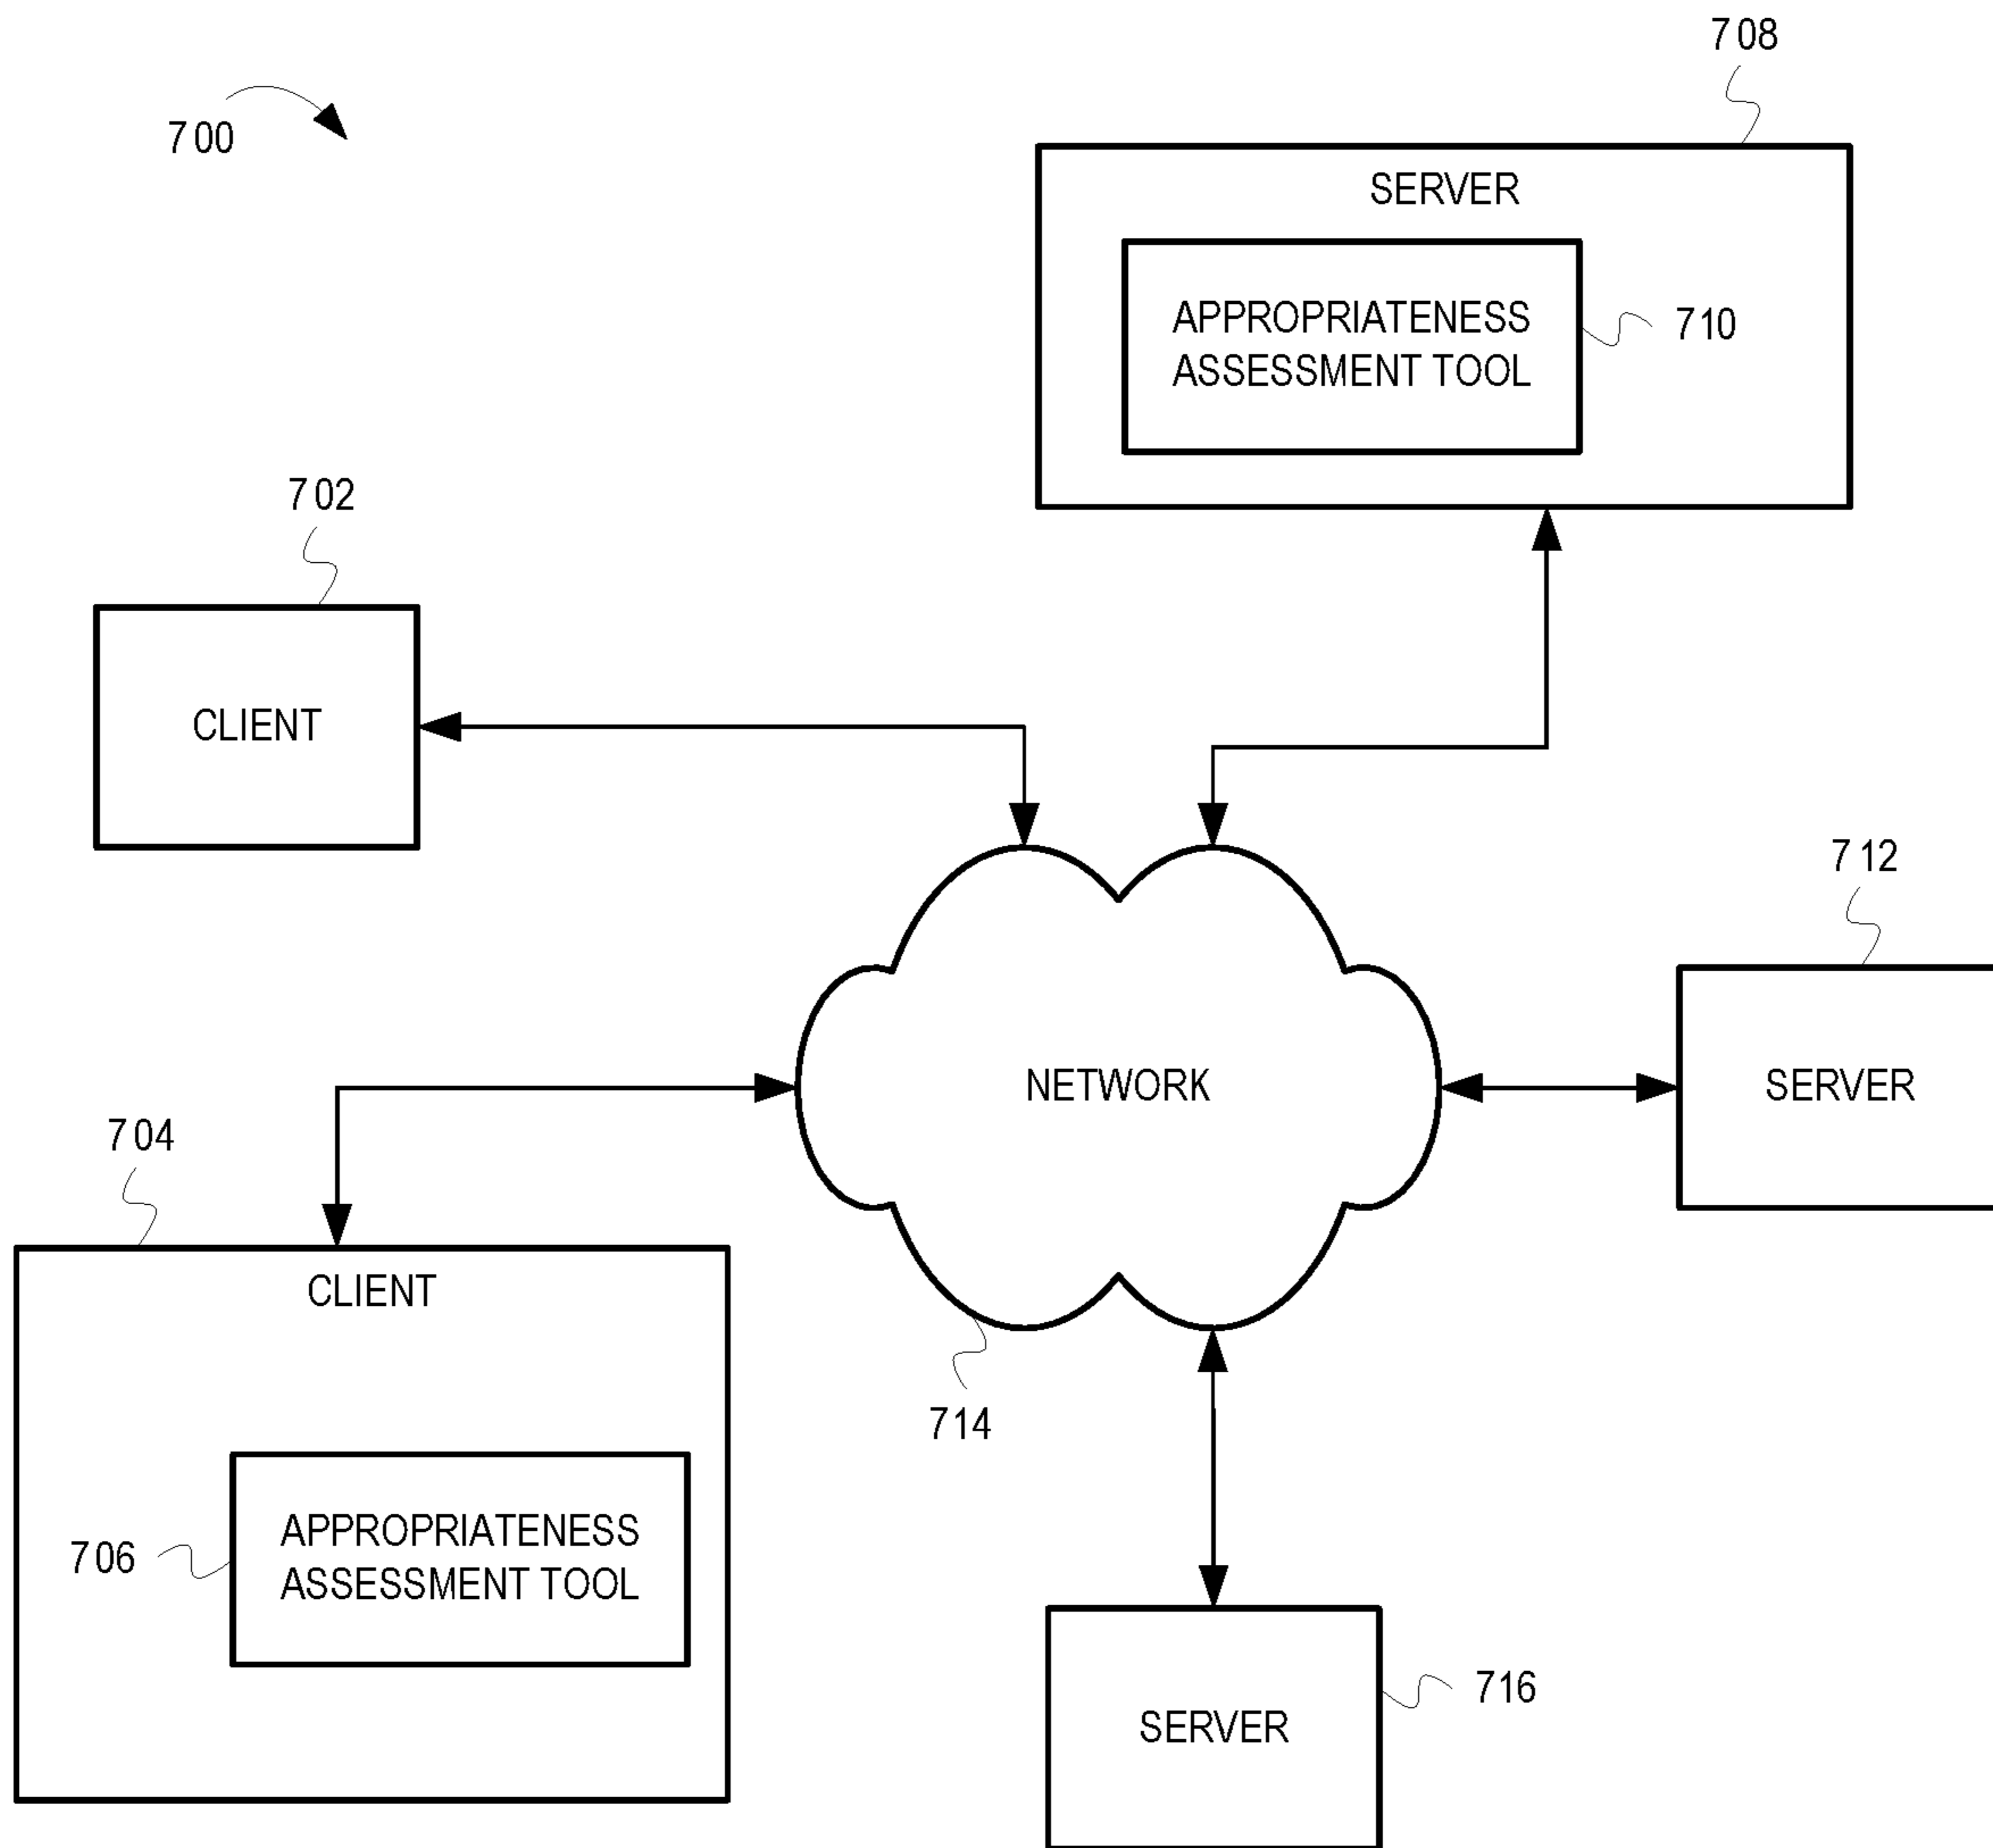 708
700
SERVER
APPROPRIATENESS
ASSESSMENT TOOL
710
702
CLIENT
712
NETWORK
SERVER
704
CLIENT
714
APPROPRIATENESS
ASSESSMENT TOOL
706
716
SERVER